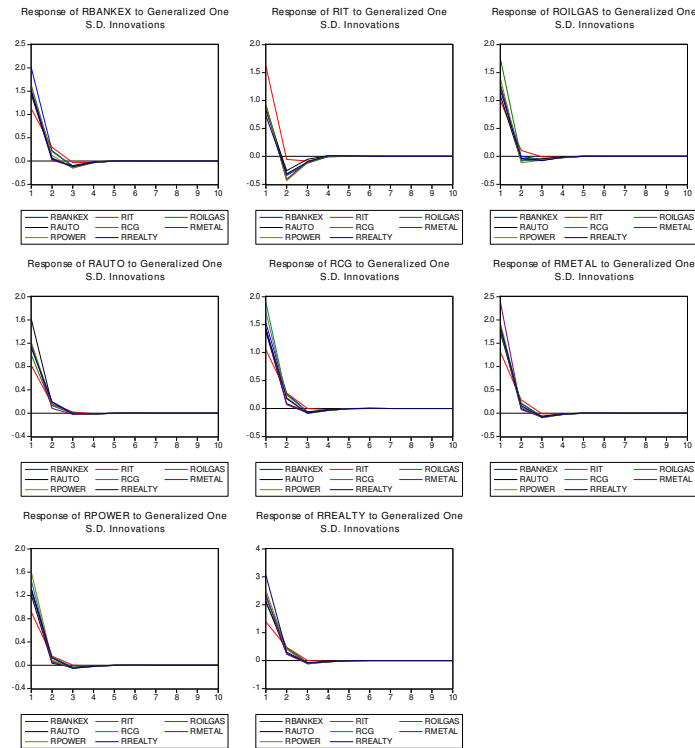 Response of RBANKEX to Generalized One
S.D. Innovations
2.5
2.0
1.5
1.0
0.5
0.0
-0.5
1 2 3 4 5 6 7 8 9 10
RBANKEX RIT ROILGAS
RAUTO RCG RMETAL
RPOWER RREALTY
Response of RIT to Generalized One
S.D. Innovations
2.0
1.5
1.0
0.5
0.0
-0.5
1 2 3 4 5 6 7 8 9 10
RBANKEX RIT ROILGAS
RAUTO RCG RMETAL
RPOWER RREALTY
Response of ROILGAS to Generalized One
S.D. Innovations
2.0
1.5
1.0
0.5
0.0
-0.5
1 2 3 4 5 6 7 8 9 10
RBANKEX RIT ROILGAS
RAUTO RCG RMETAL
RPOWER RREALTY
Response of RAUTO to Generalized One
S.D. Innovations
2.0
1.6
1.2
0.8
0.4
0.0
-0.4
1 2 3 4 5 6 7 8 9 10
RBANKEX RIT ROILGAS
RAUTO RCG RMETAL
RPOWER RREALTY
Response of RCG to Generalized One
S.D. Innovations
2.0
1.5
1.0
0.5
0.0
-0.5
1 2 3 4 5 6 7 8 9 10
RBANKEX RIT ROILGAS
RAUTO RCG RMETAL
RPOWER RREALTY
Response of RMETAL to Generalized One
S.D. Innovations
2.5
2.0
1.5
1.0
0.5
0.0
-0.5
1 2 3 4 5 6 7 8 9 10
RBANKEX RIT ROILGAS
RAUTO RCG RMETAL
RPOWER RREALTY
Response of RPOWER to Generalized One
S.D. Innovations
2.0
1.6
1.2
0.8
0.4
0.0
-0.4
1 2 3 4 5 6 7 8 9 10
RBANKEX RIT ROILGAS
RAUTO RCG RMETAL
RPOWER RREALTY
Response of RREALTY to Generalized One
S.D. Innovations
4
3
2
1
0
-1
1 2 3 4 5 6 7 8 9 10
RBANKEX RIT ROILGAS
RAUTO RCG RMETAL
RPOWER RREALTY